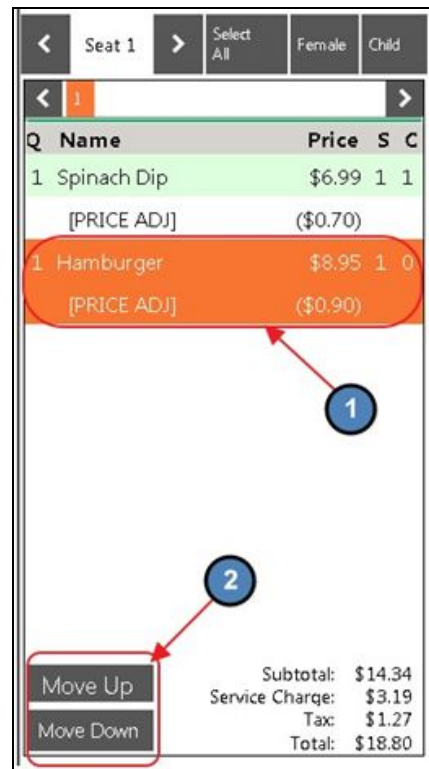 Seat 1 Select All Female Child
1
Q Name Price S C
1 Spinach Dip $6.99 1 1
[PRICE ADJ] ($0.70)
1 Hamburger $8.95 1 0
[PRICE ADJ] ($0.90)
1
2
Move Up
Move Down
Subtotal: $14.34
Service Charge: $3.19
Tax: $1.27
Total: $18.80